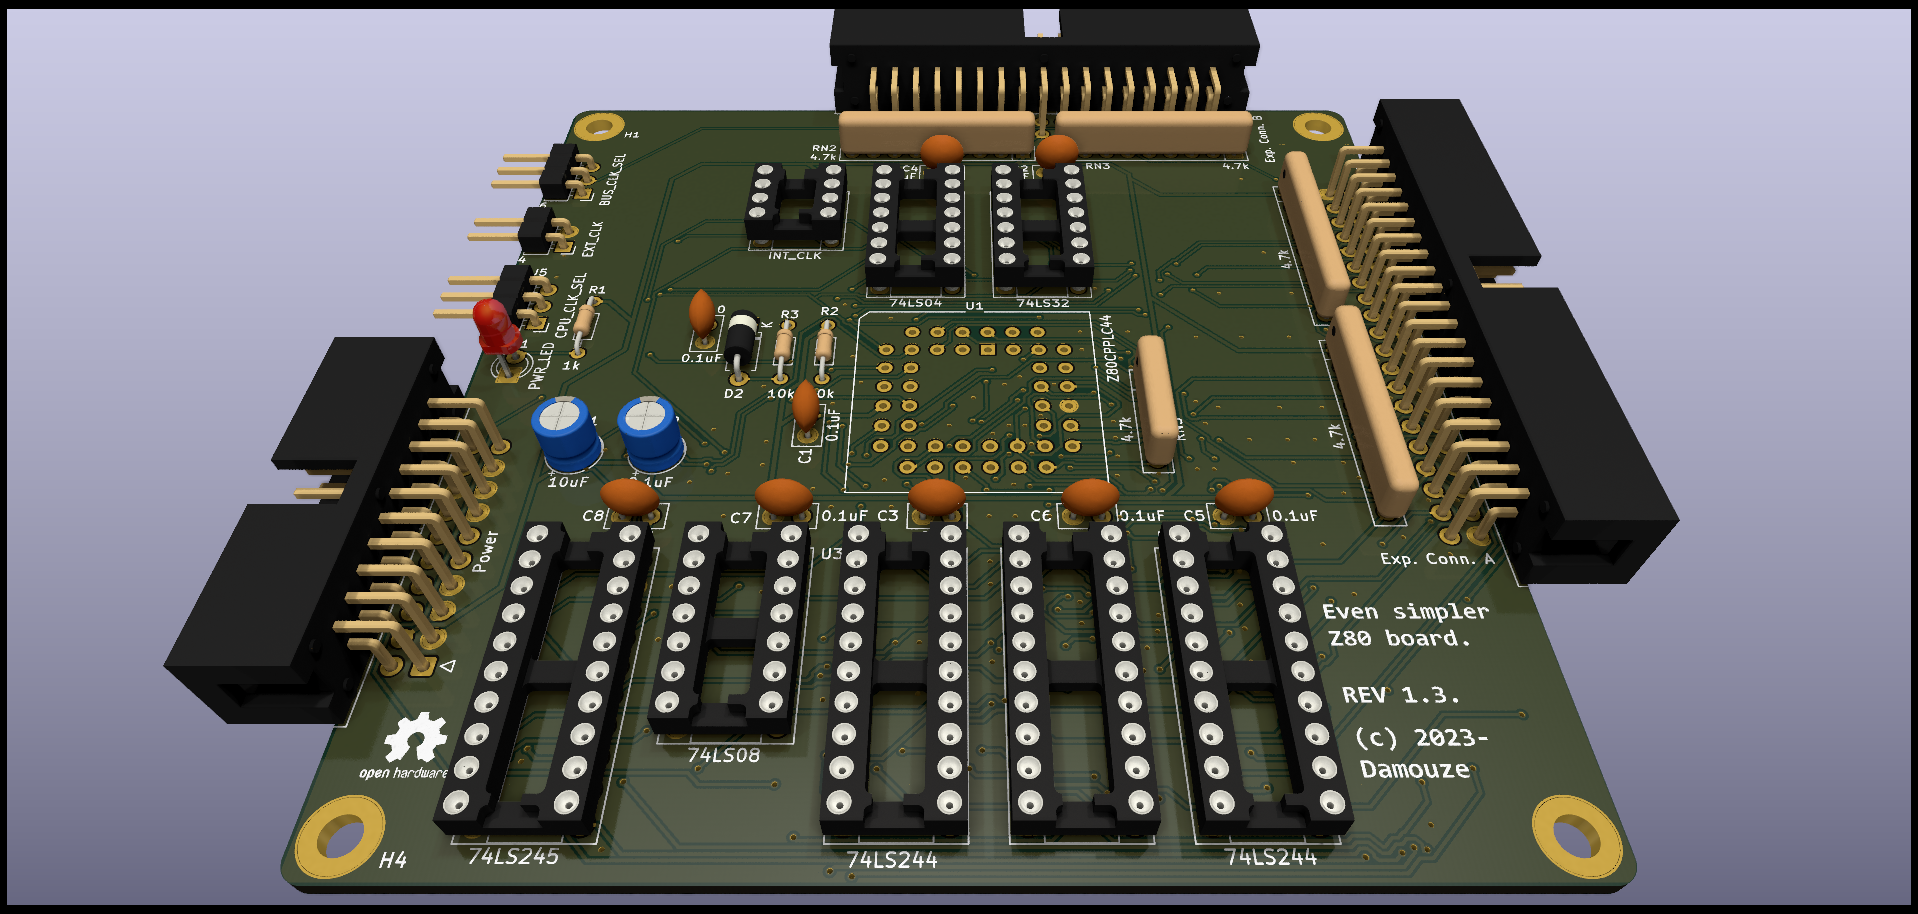 H1
BUS_CLK_SEL
EXT_CLK
CPU_CLK_SEL
PWR_LED
R1
1k
RN2
4.7k
C4
RN3
4.7k
Exp. Conn. B
INT_CLK
74LS04
74LS32
U1
Z80CPPLCC44
0.1uF
K
R3
R2
D2
10k
0.1uF
C1
4.7k
4.7k
4.7k
10uF
C8
C7
0.1uF
C3
C6
0.1uF
C5
0.1uF
Power
U3
Exp. Conn. A
Even simpler
Z80 board.
REV 1.3.
(c) 2023-
Damouze
open hardware
74LS08
H4
74LS245
74LS244
74LS244